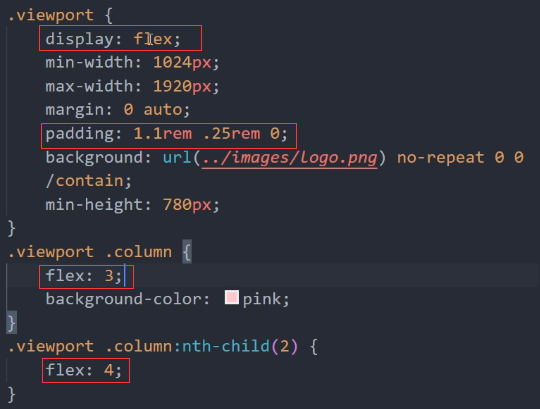 .viewport {
display: flex;
min-width: 1024px;
max-width: 1920px;
margin: 0 auto;
padding: 1.1rem .25rem 0;
background: url(../images/logo.png) no-repeat 0 0
/contain;
min-height: 780px;
}
.viewport .column {
flex: 3;
background-color: pink;
}
.viewport .column:nth-child(2) {
flex: 4;
}